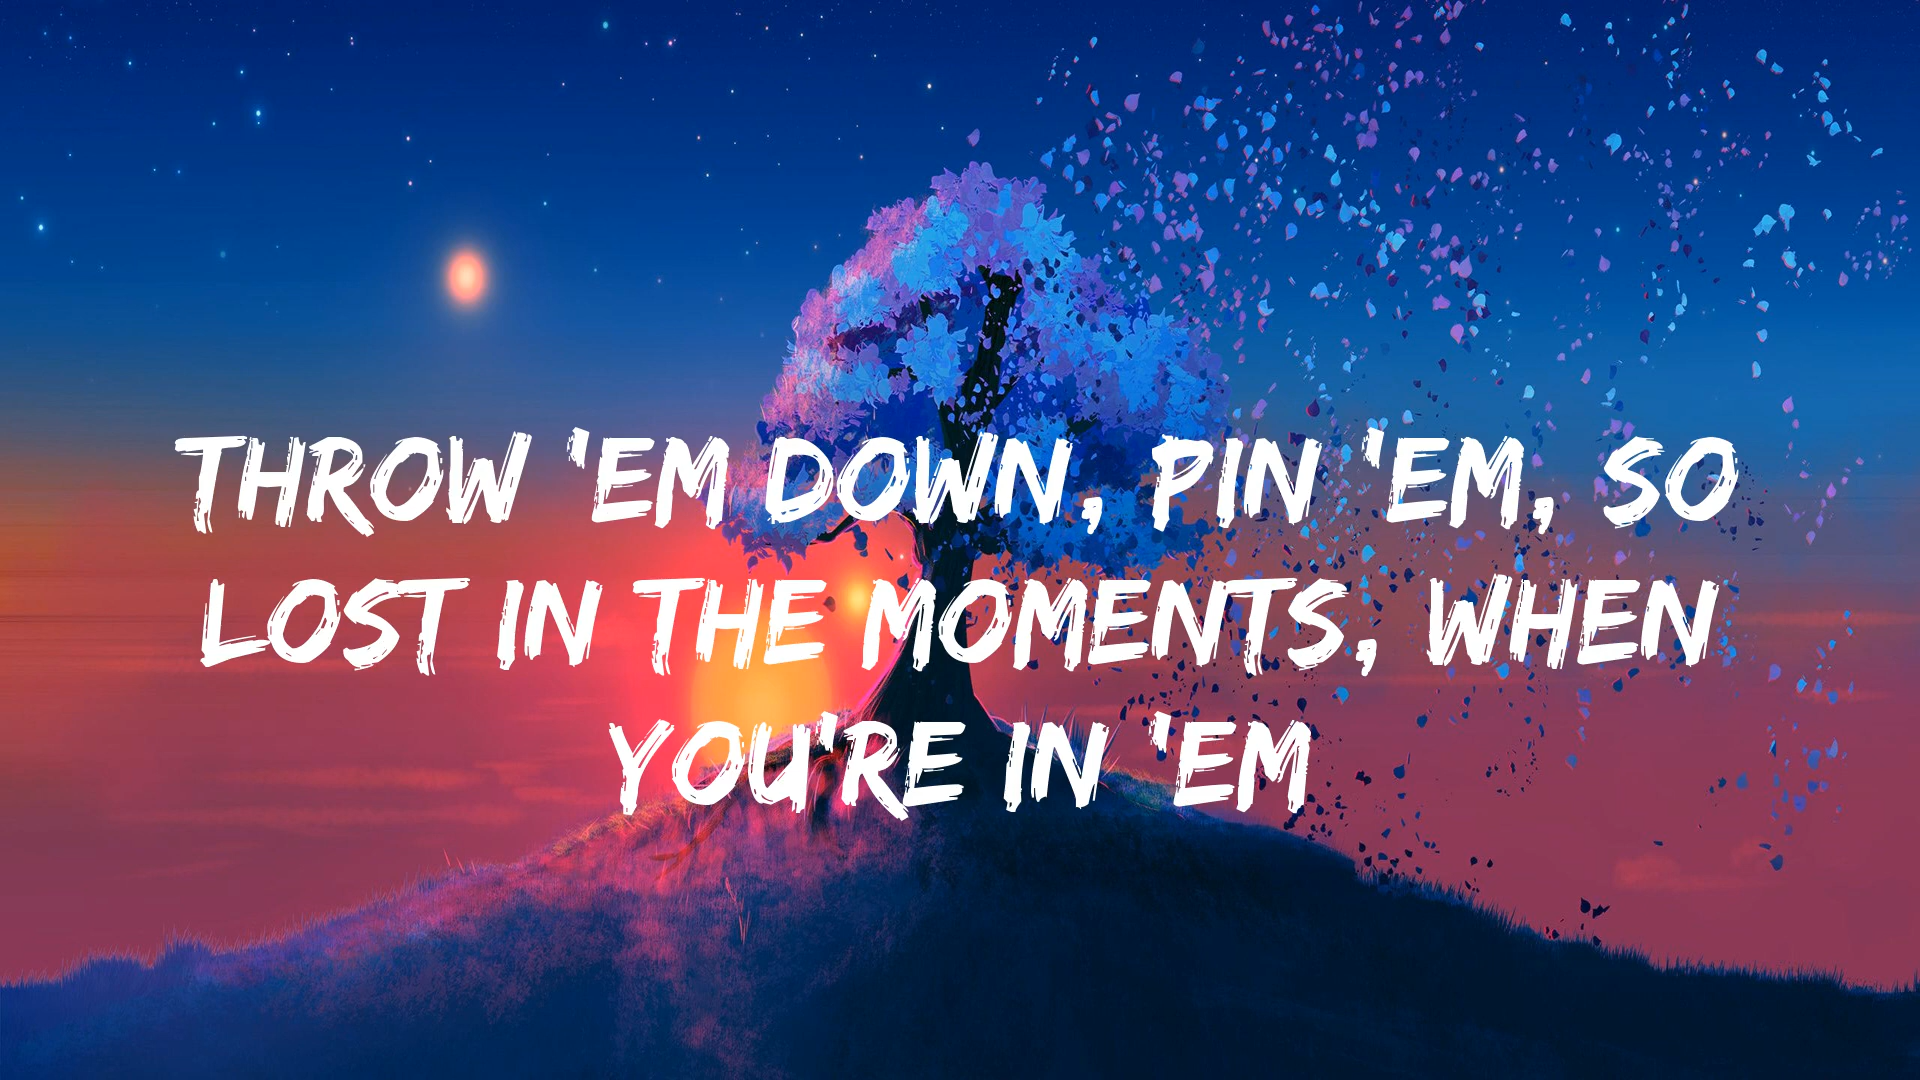 THROW 'EM DOWN, PIN 'EM, SO
LOST IN THE MOMENTS, WHEN
YOU'RE IN 'EM